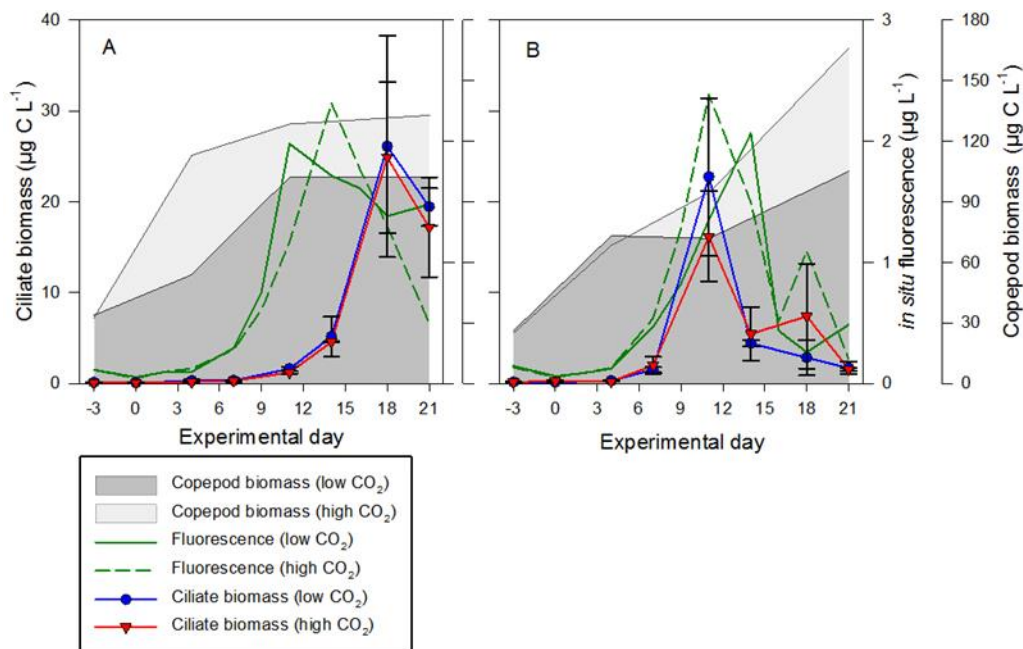 40
30
20
10
0
Ciliate biomass (µg C L⁻¹)
A
-3 0 3 6 9 12 15 18 21
Experimental day
B
-3 0 3 6 9 12 15 18 21
Experimental day
3
2
1
0
in situ fluorescence (µg L⁻¹)
180
150
120
90
60
30
0
Copepod biomass (µg C L⁻¹)
Copepod biomass (low CO₂)
Copepod biomass (high CO₂)
Fluorescence (low CO₂)
Fluorescence (high CO₂)
Ciliate biomass (low CO₂)
Ciliate biomass (high CO₂)